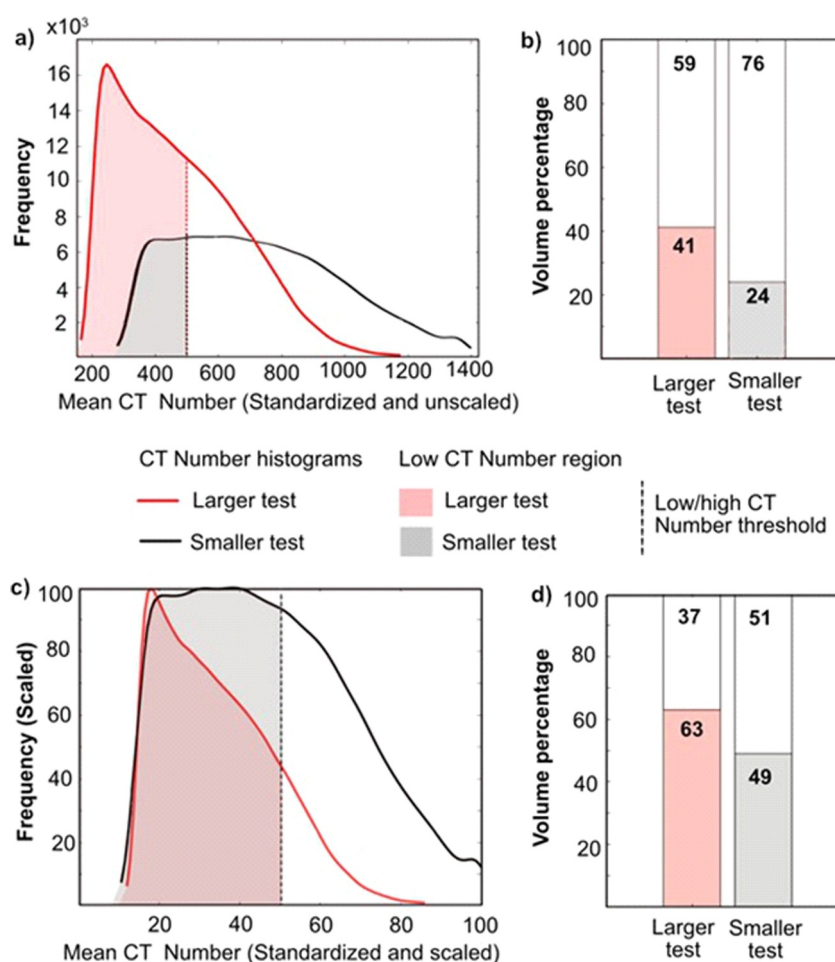 a)
×10³
16
14
12
10
8
6
4
2
Frequency
200 400 600 800 1000 1200 1400
Mean CT Number (Standardized and unscaled)
b)
100
80
60
40
20
Volume percentage
59 76
41
24
Larger test
Smaller test
CT Number histograms
Larger test
Smaller test
Low CT Number region
Larger test
Smaller test
Low/high CT
Number threshold
c)
100
80
60
40
20
Frequency (Scaled)
20 40 60 80 100
Mean CT Number (Standardized and scaled)
d)
100
80
60
40
20
Volume percentage
37 51
63
49
Larger test
Smaller test